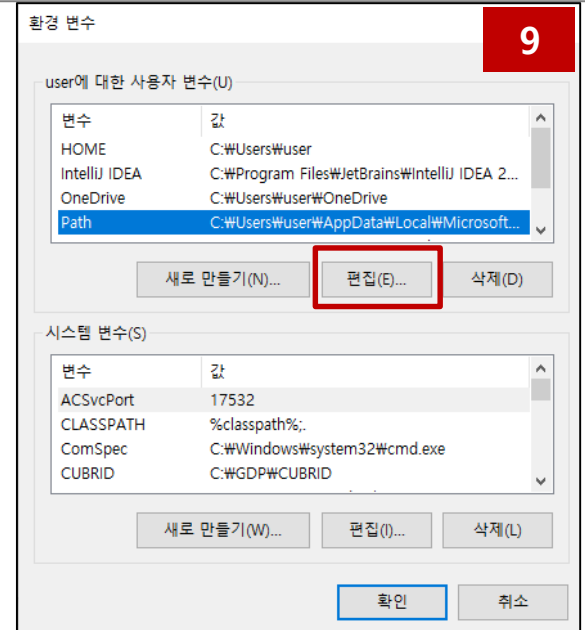 환경 변수
9
user에 대한 사용자 변수(U)
변수 값
HOME C:₩Users₩user
IntelliJ IDEA C:₩Program Files₩JetBrains₩IntelliJ IDEA 2...
OneDrive C:₩Users₩user₩OneDrive
Path C:₩Users₩user₩AppData₩Local₩Microsoft...
새로 만들기(N)... 편집(E)... 삭제(D)
시스템 변수(S)
변수 값
ACSvcPort 17532
CLASSPATH %classpath%;.
ComSpec C:₩Windows₩system32₩cmd.exe
CUBRID C:₩GDP₩CUBRID
새로 만들기(W)... 편집(I)... 삭제(L)
확인 취소